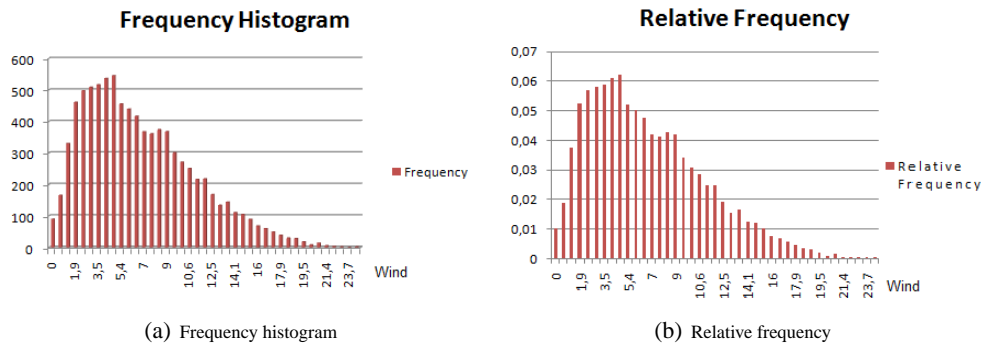 Frequency Histogram
600
500
400
300
200
100
0
0 1,9 3,5 5,4 7 9 10,6 12,5 14,1 16 17,9 19,5 21,4 23,7
Wind
Frequency
(a) Frequency histogram
Relative Frequency
0,07
0,06
0,05
0,04
0,03
0,02
0,01
0
0 1,9 3,5 5,4 7 9 10,6 12,5 14,1 16 17,9 19,5 21,4 23,7
Wind
Relative
Frequency
(b) Relative frequency